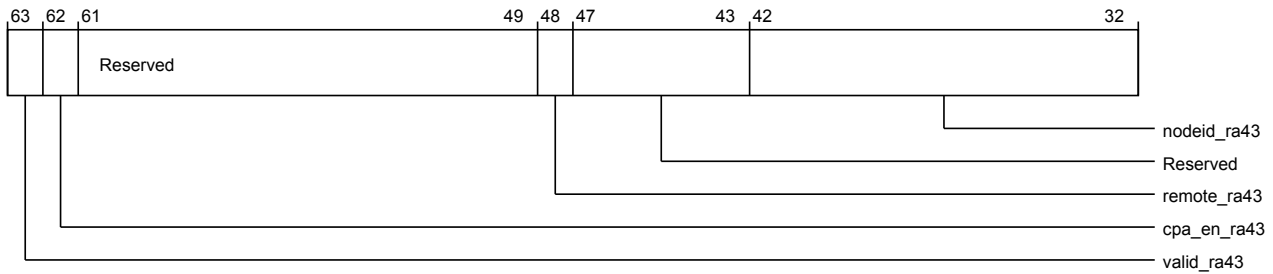 63 62 61 49 48 47 43 42 32
Reserved
nodeid_ra43
Reserved
remote_ra43
cpa_en_ra43
valid_ra43